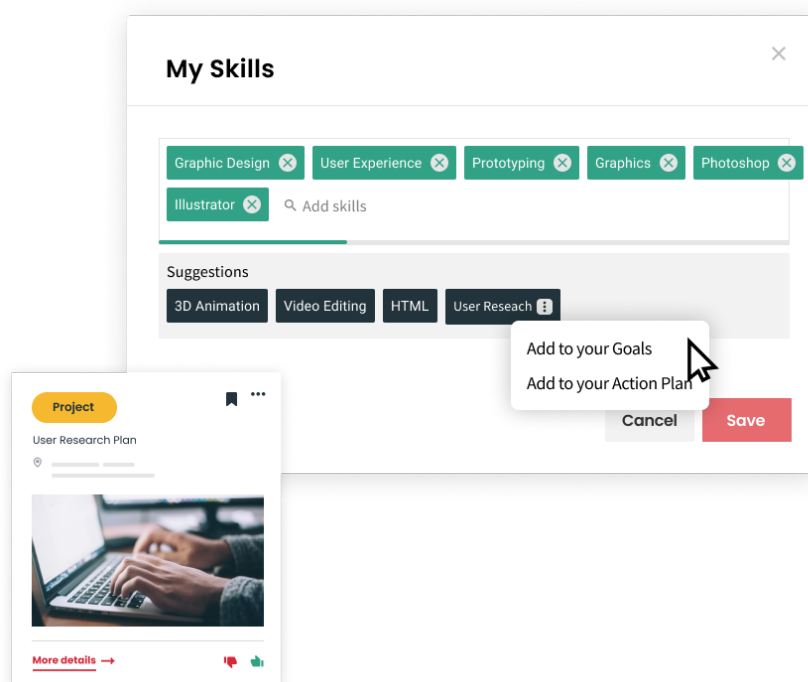 My Skills
Graphic Design User Experience Prototyping Graphics Photoshop
Illustrator Add skills
Suggestions
3D Animation Video Editing HTML User Reseach
Add to your Goals
Add to your Action Plan
Cancel Save
Project
User Research Plan
More details